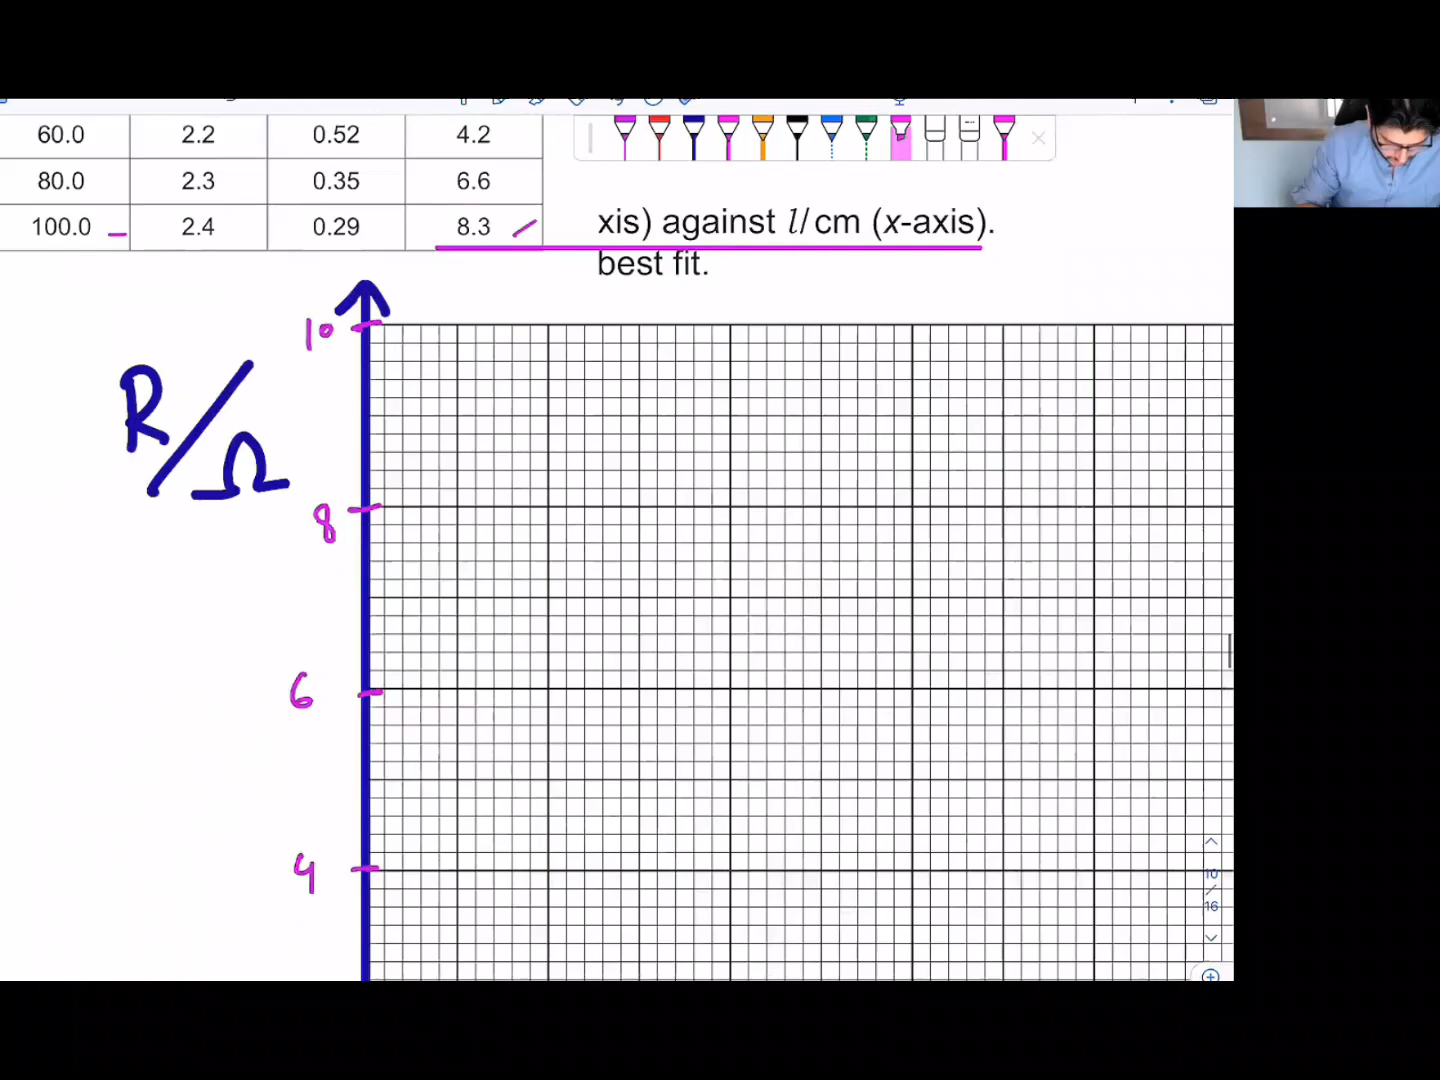 60.0 2.2 0.52 4.2
80.0 2.3 0.35 6.6
100.0 2.4 0.29 8.3
xis) against l/cm (x-axis).
best fit.
10
R/Ω
8
6
4
10
/
16